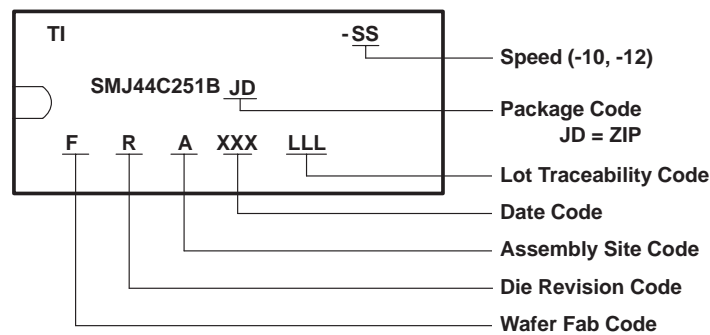 TI -SS
Speed (-10, -12)
SMJ44C251B JD
Package Code
JD = ZIP
F R A XXX LLL
Lot Traceability Code
Date Code
Assembly Site Code
Die Revision Code
Wafer Fab Code